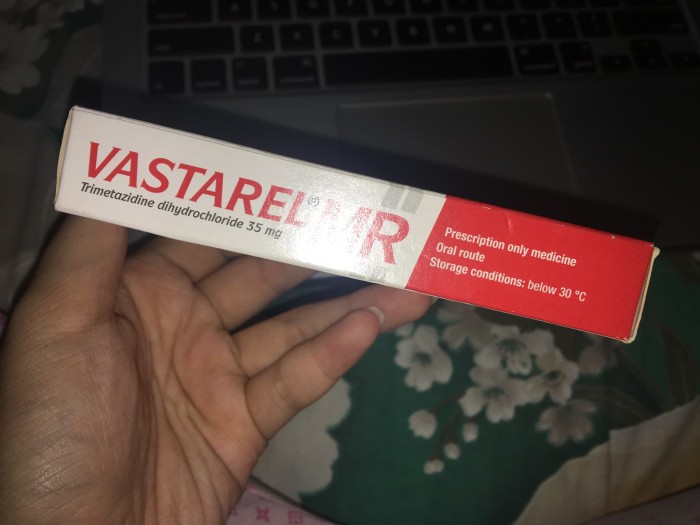 VASTAREL® MR
Trimetazidine dihydrochloride 35 mg
Prescription only medicine
Oral route
Storage conditions: below 30 °C